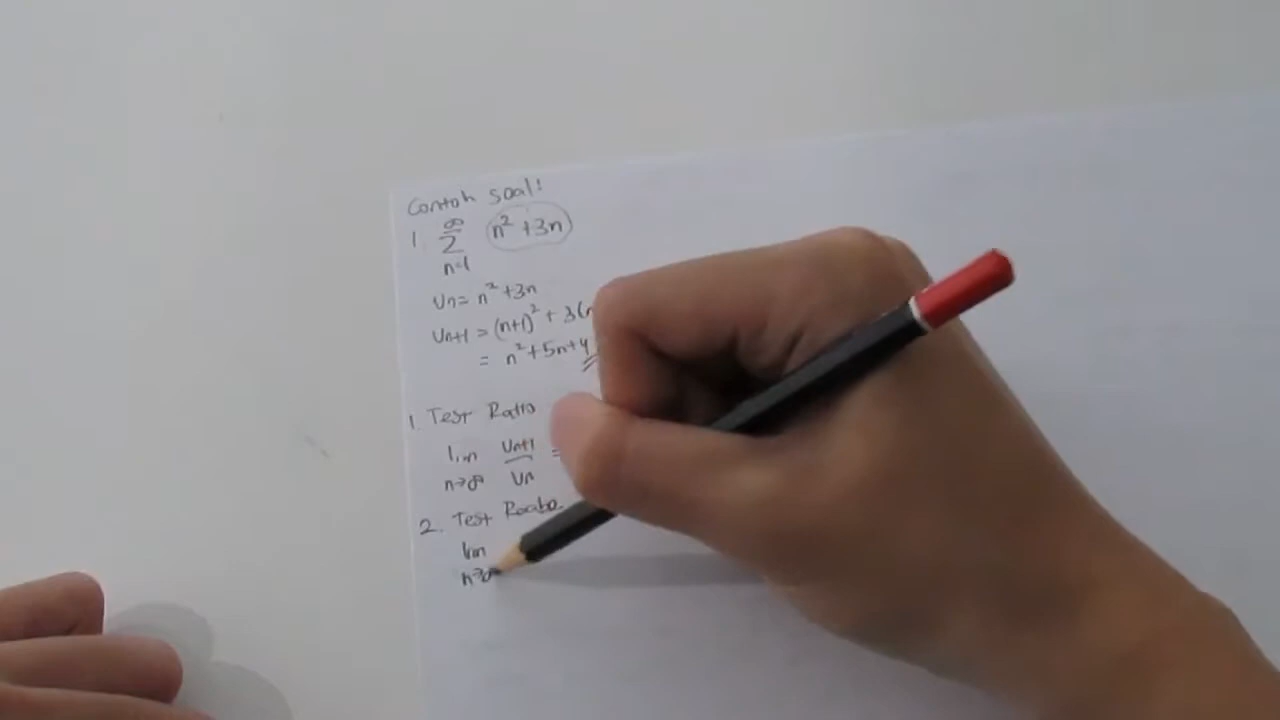 Contoh soal!
1. ∞
Σ n² + 3n
n=1
Un = n² + 3n
Un+1 = (n+1)² + 3(n
= n² + 5n + 4
1. Test Ratio
lim Un+1 =
n→∞ Un
2. Test Raabe
lim
n→∞